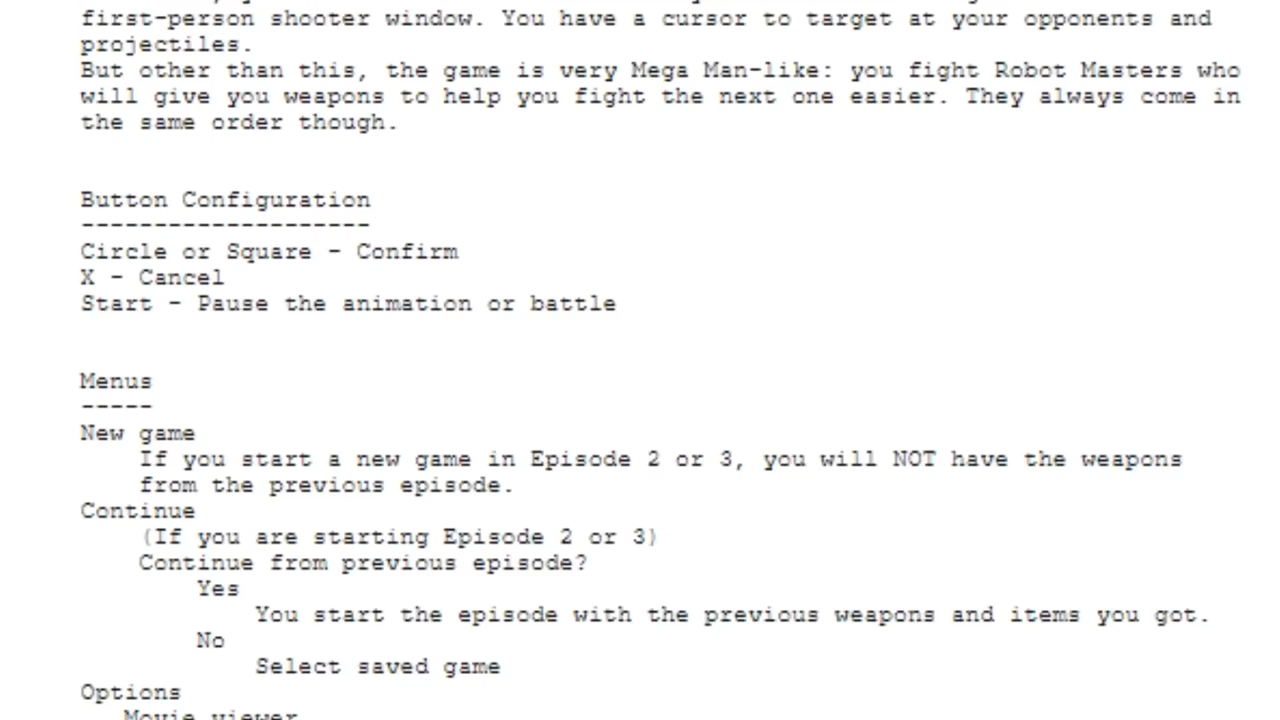 first-person shooter window. You have a cursor to target at your opponents and
projectiles.
But other than this, the game is very Mega Man-like: you fight Robot Masters who
will give you weapons to help you fight the next one easier. They always come in
the same order though.
Button Configuration
--------------------
Circle or Square - Confirm
X - Cancel
Start - Pause the animation or battle
Menus
-----
New game
If you start a new game in Episode 2 or 3, you will NOT have the weapons
from the previous episode.
Continue
(If you are starting Episode 2 or 3)
Continue from previous episode?
Yes
You start the episode with the previous weapons and items you got.
No
Select saved game
Options
Movie viewer